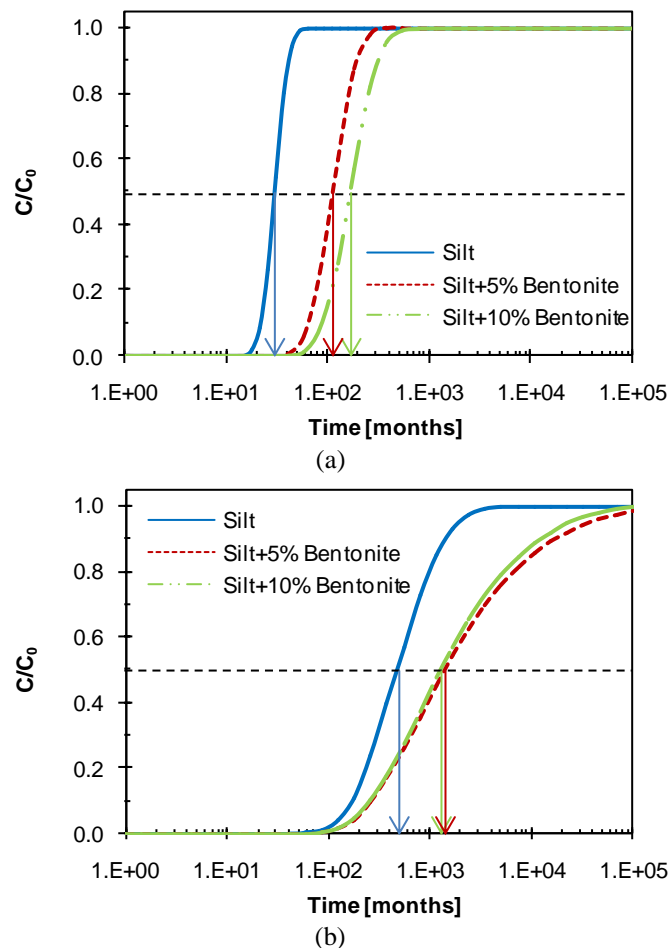 1.0
0.8
0.6
0.4
0.2
0.0
C/C0
Silt
Silt+5% Bentonite
Silt+10% Bentonite
1.E+00 1.E+01 1.E+02 1.E+03 1.E+04 1.E+05
Time [months]
(a)
1.0
0.8
0.6
0.4
0.2
0.0
C/C0
Silt
Silt+5% Bentonite
Silt+10% Bentonite
1.E+00 1.E+01 1.E+02 1.E+03 1.E+04 1.E+05
Time [months]
(b)